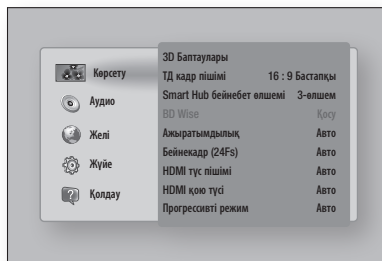 Көрсету
Аудио
Желі
Жүйе
Қолдау
3D Баптаулары
ТД кадр пішімі 16 : 9 Бастапқы
Smart Hub бейнебет өлшемі 3-өлшем
BD Wise Қосу
Ажыратымдылық Авто
Бейнекадр (24Fs) Авто
HDMI түс пішімі Авто
HDMI қою түсі Авто
Прогрессивті режим Авто